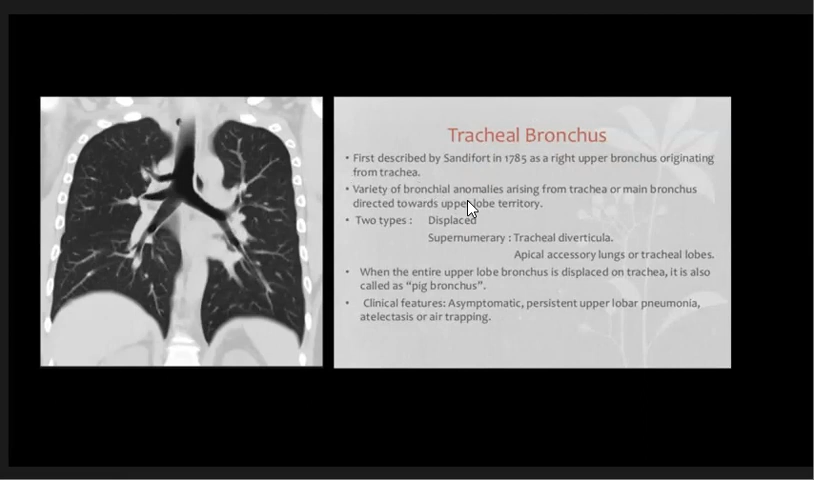 Tracheal Bronchus
• First described by Sandifort in 1785 as a right upper bronchus originating
from trachea.
• Variety of bronchial anomalies arising from trachea or main bronchus
directed towards upper lobe territory.
• Two types : Displaced
Supernumerary : Tracheal diverticula.
Apical accessory lungs or tracheal lobes.
• When the entire upper lobe bronchus is displaced on trachea, it is also
called as “pig bronchus”.
• Clinical features: Asymptomatic, persistent upper lobar pneumonia,
atelectasis or air trapping.